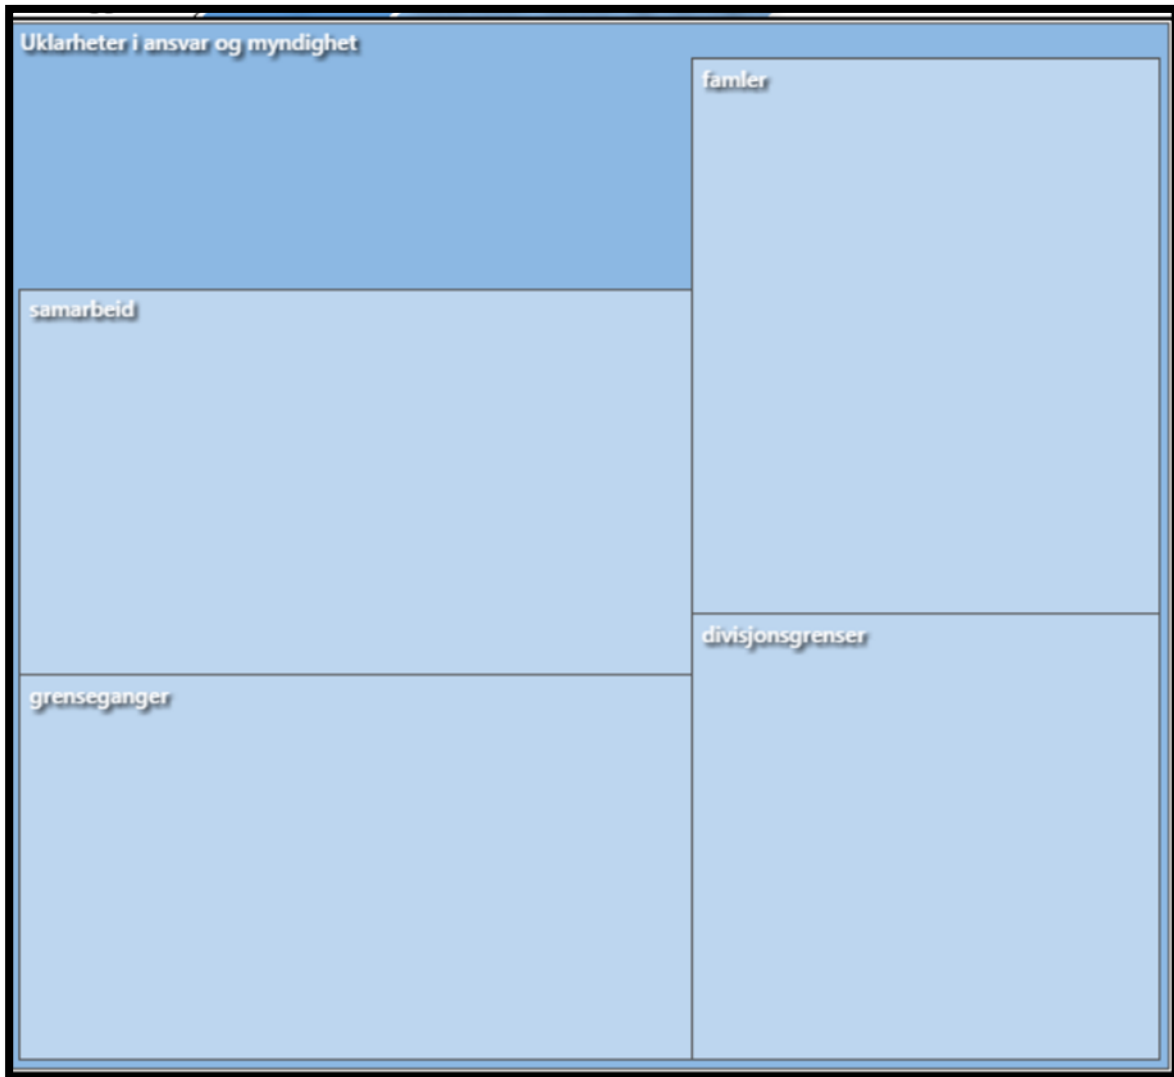 Uklarheter i ansvar og myndighet
famler
samarbeid
divisjonsgrenser
grenseganger